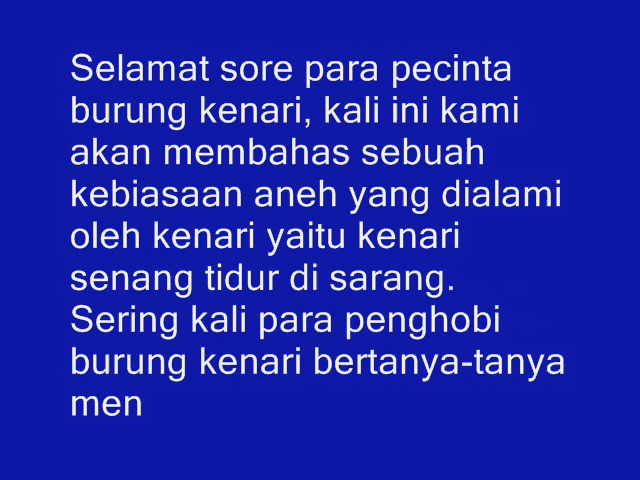 Selamat sore para pecinta
burung kenari, kali ini kami
akan membahas sebuah
kebiasaan aneh yang dialami
oleh kenari yaitu kenari
senang tidur di sarang.
Sering kali para penghobi
burung kenari bertanya-tanya
men